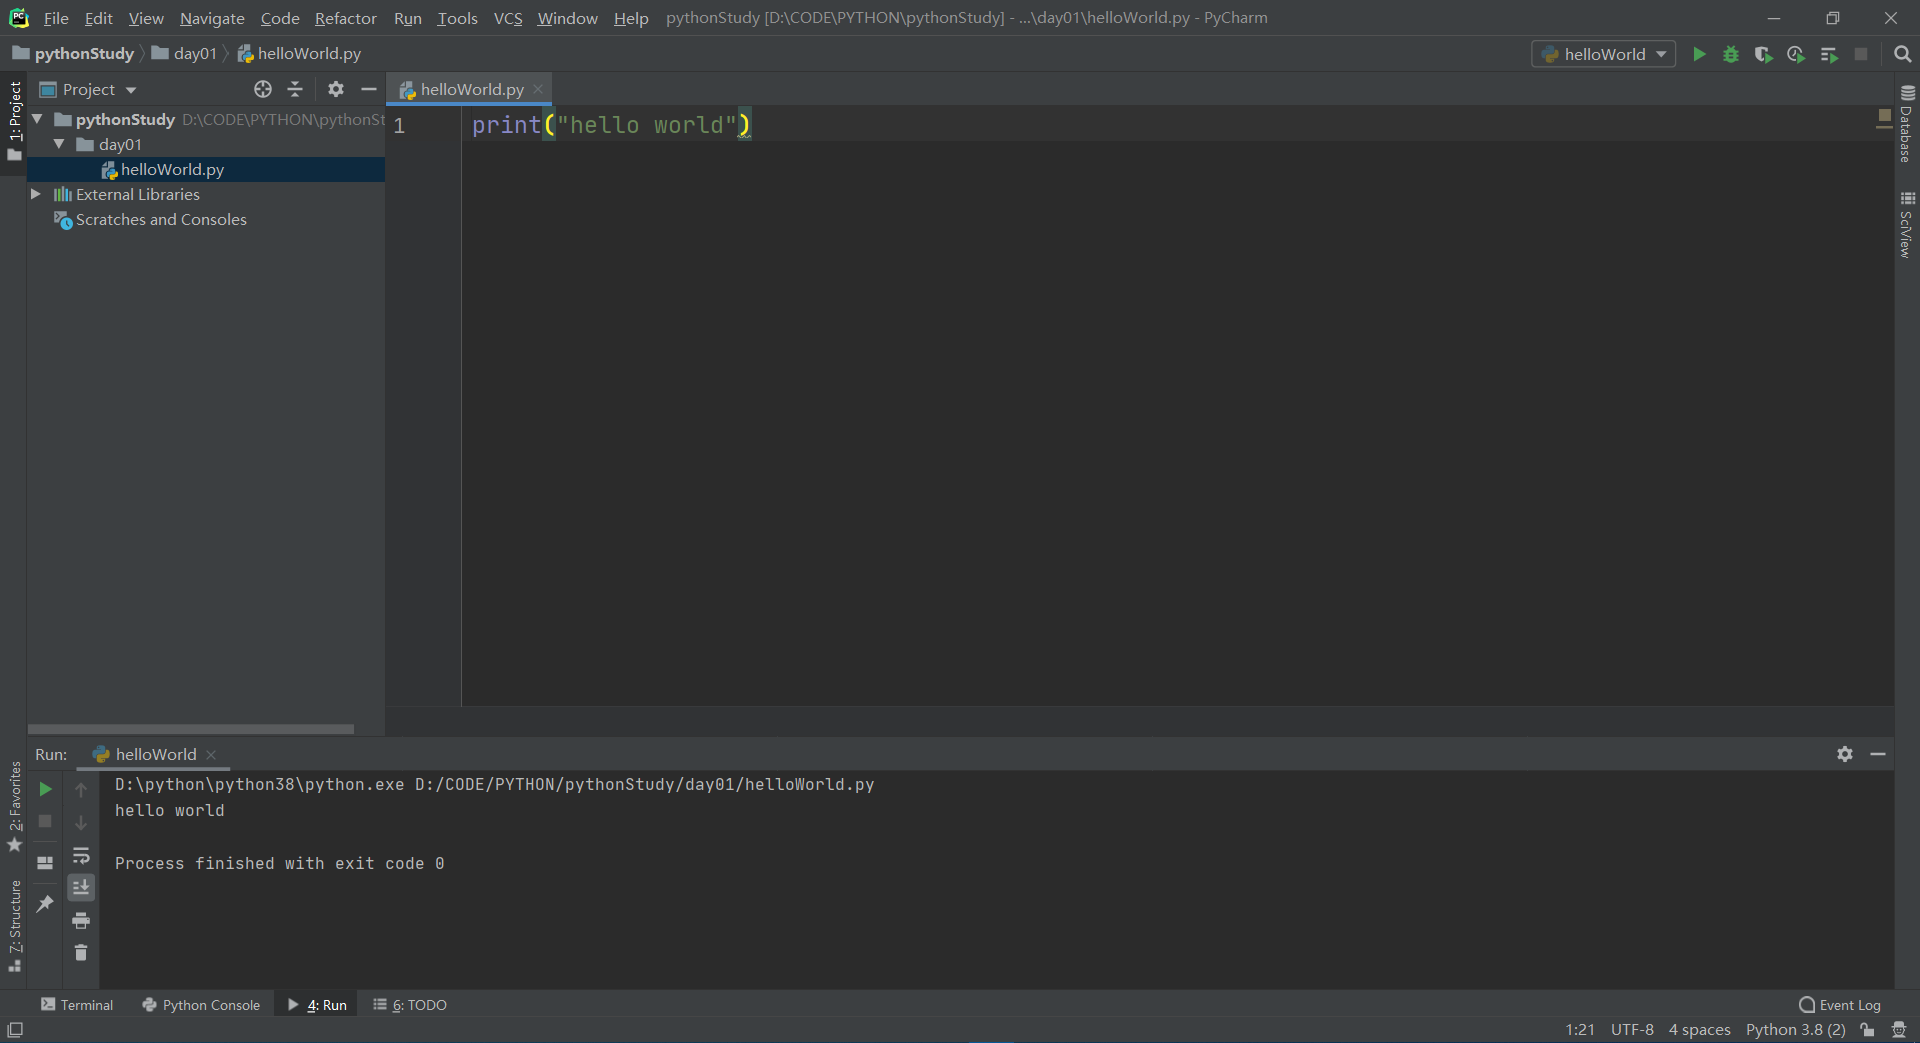 File Edit View Navigate Code Refactor Run Tools VCS Window Help pythonStudy [D:\CODE\PYTHON\pythonStudy] - ...\day01\helloWorld.py - PyCharm
pythonStudy day01 helloWorld.py
helloWorld
1: Project
Project
helloWorld.py
pythonStudy D:\CODE\PYTHON\pythonSt
day01
helloWorld.py
External Libraries
Scratches and Consoles
1 print("hello world")
Database
SciView
Run: helloWorld
D:\python\python38\python.exe D:/CODE/PYTHON/pythonStudy/day01/helloWorld.py
hello world
Process finished with exit code 0
2: Favorites
7: Structure
Terminal Python Console 4: Run 6: TODO Event Log
1:21 UTF-8 4 spaces Python 3.8 (2)